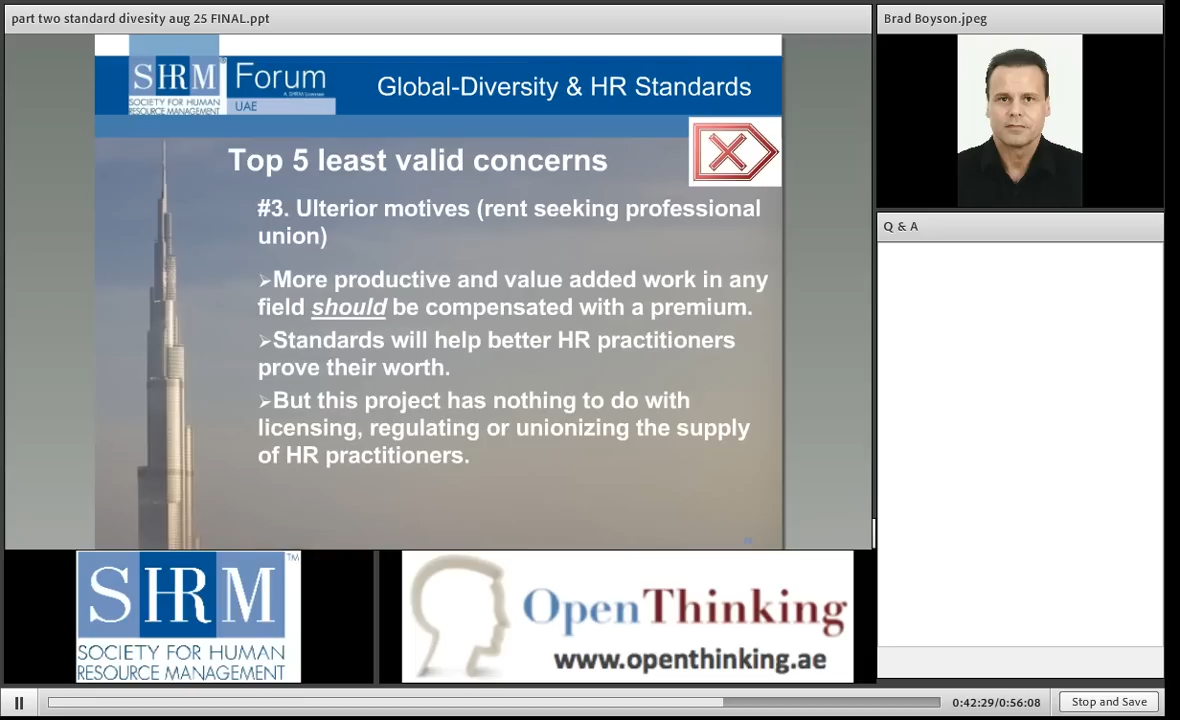 part two standard divesity aug 25 FINAL.ppt
Brad Boyson.jpeg
SHRM
Forum
A SHRM
SOCIETY FOR HUMAN
RESOURCE MANAGEMENT
UAE
Global-Diversity & HR Standards
Top 5 least valid concerns
#3. Ulterior motives (rent seeking professional
union)
➢More productive and value added work in any
field should be compensated with a premium.
➢Standards will help better HR practitioners
prove their worth.
➢But this project has nothing to do with
licensing, regulating or unionizing the supply
of HR practitioners.
Q & A
SHRM™
SOCIETY FOR HUMAN
RESOURCE MANAGEMENT
OpenThinking
www.openthinking.ae
0:42:29/0:56:08
Stop and Save